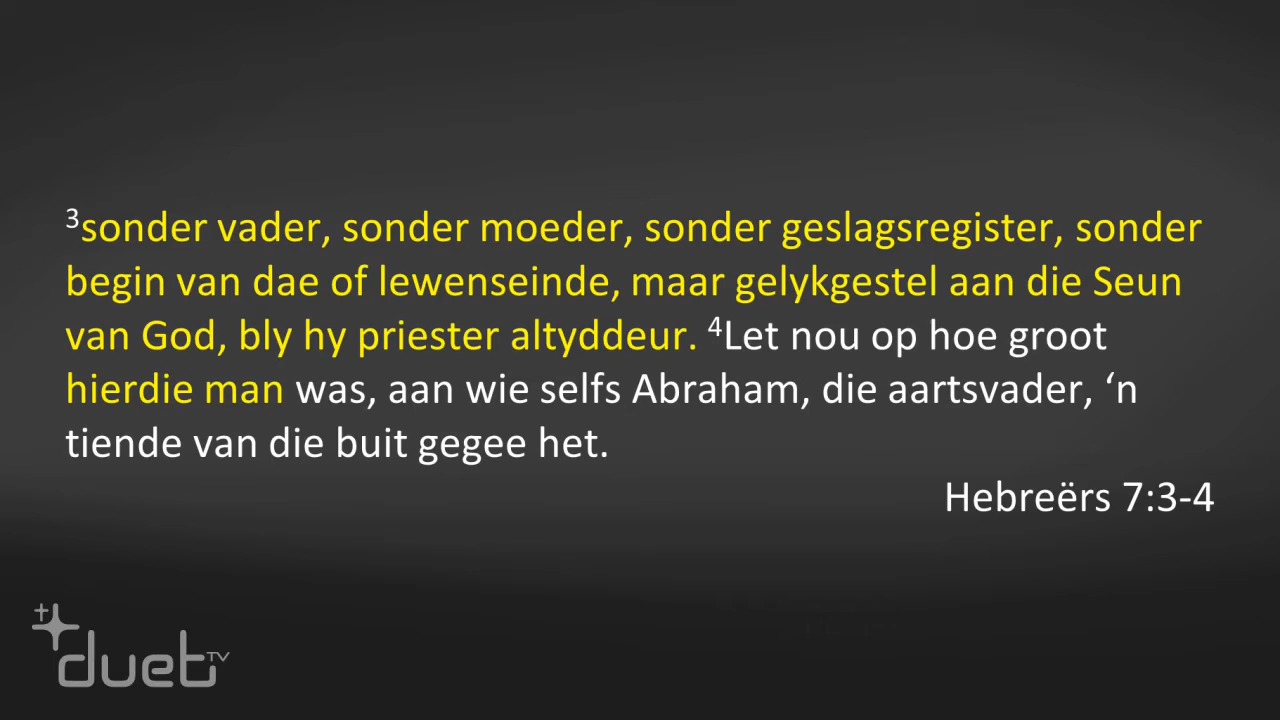 ³sonder vader, sonder moeder, sonder geslagsregister, sonder
begin van dae of lewenseinde, maar gelykgestel aan die Seun
van God, bly hy priester altyddeur. ⁴Let nou op hoe groot
hierdie man was, aan wie selfs Abraham, die aartsvader, ‘n
tiende van die buit gegee het.
Hebreërs 7:3-4
duet TV